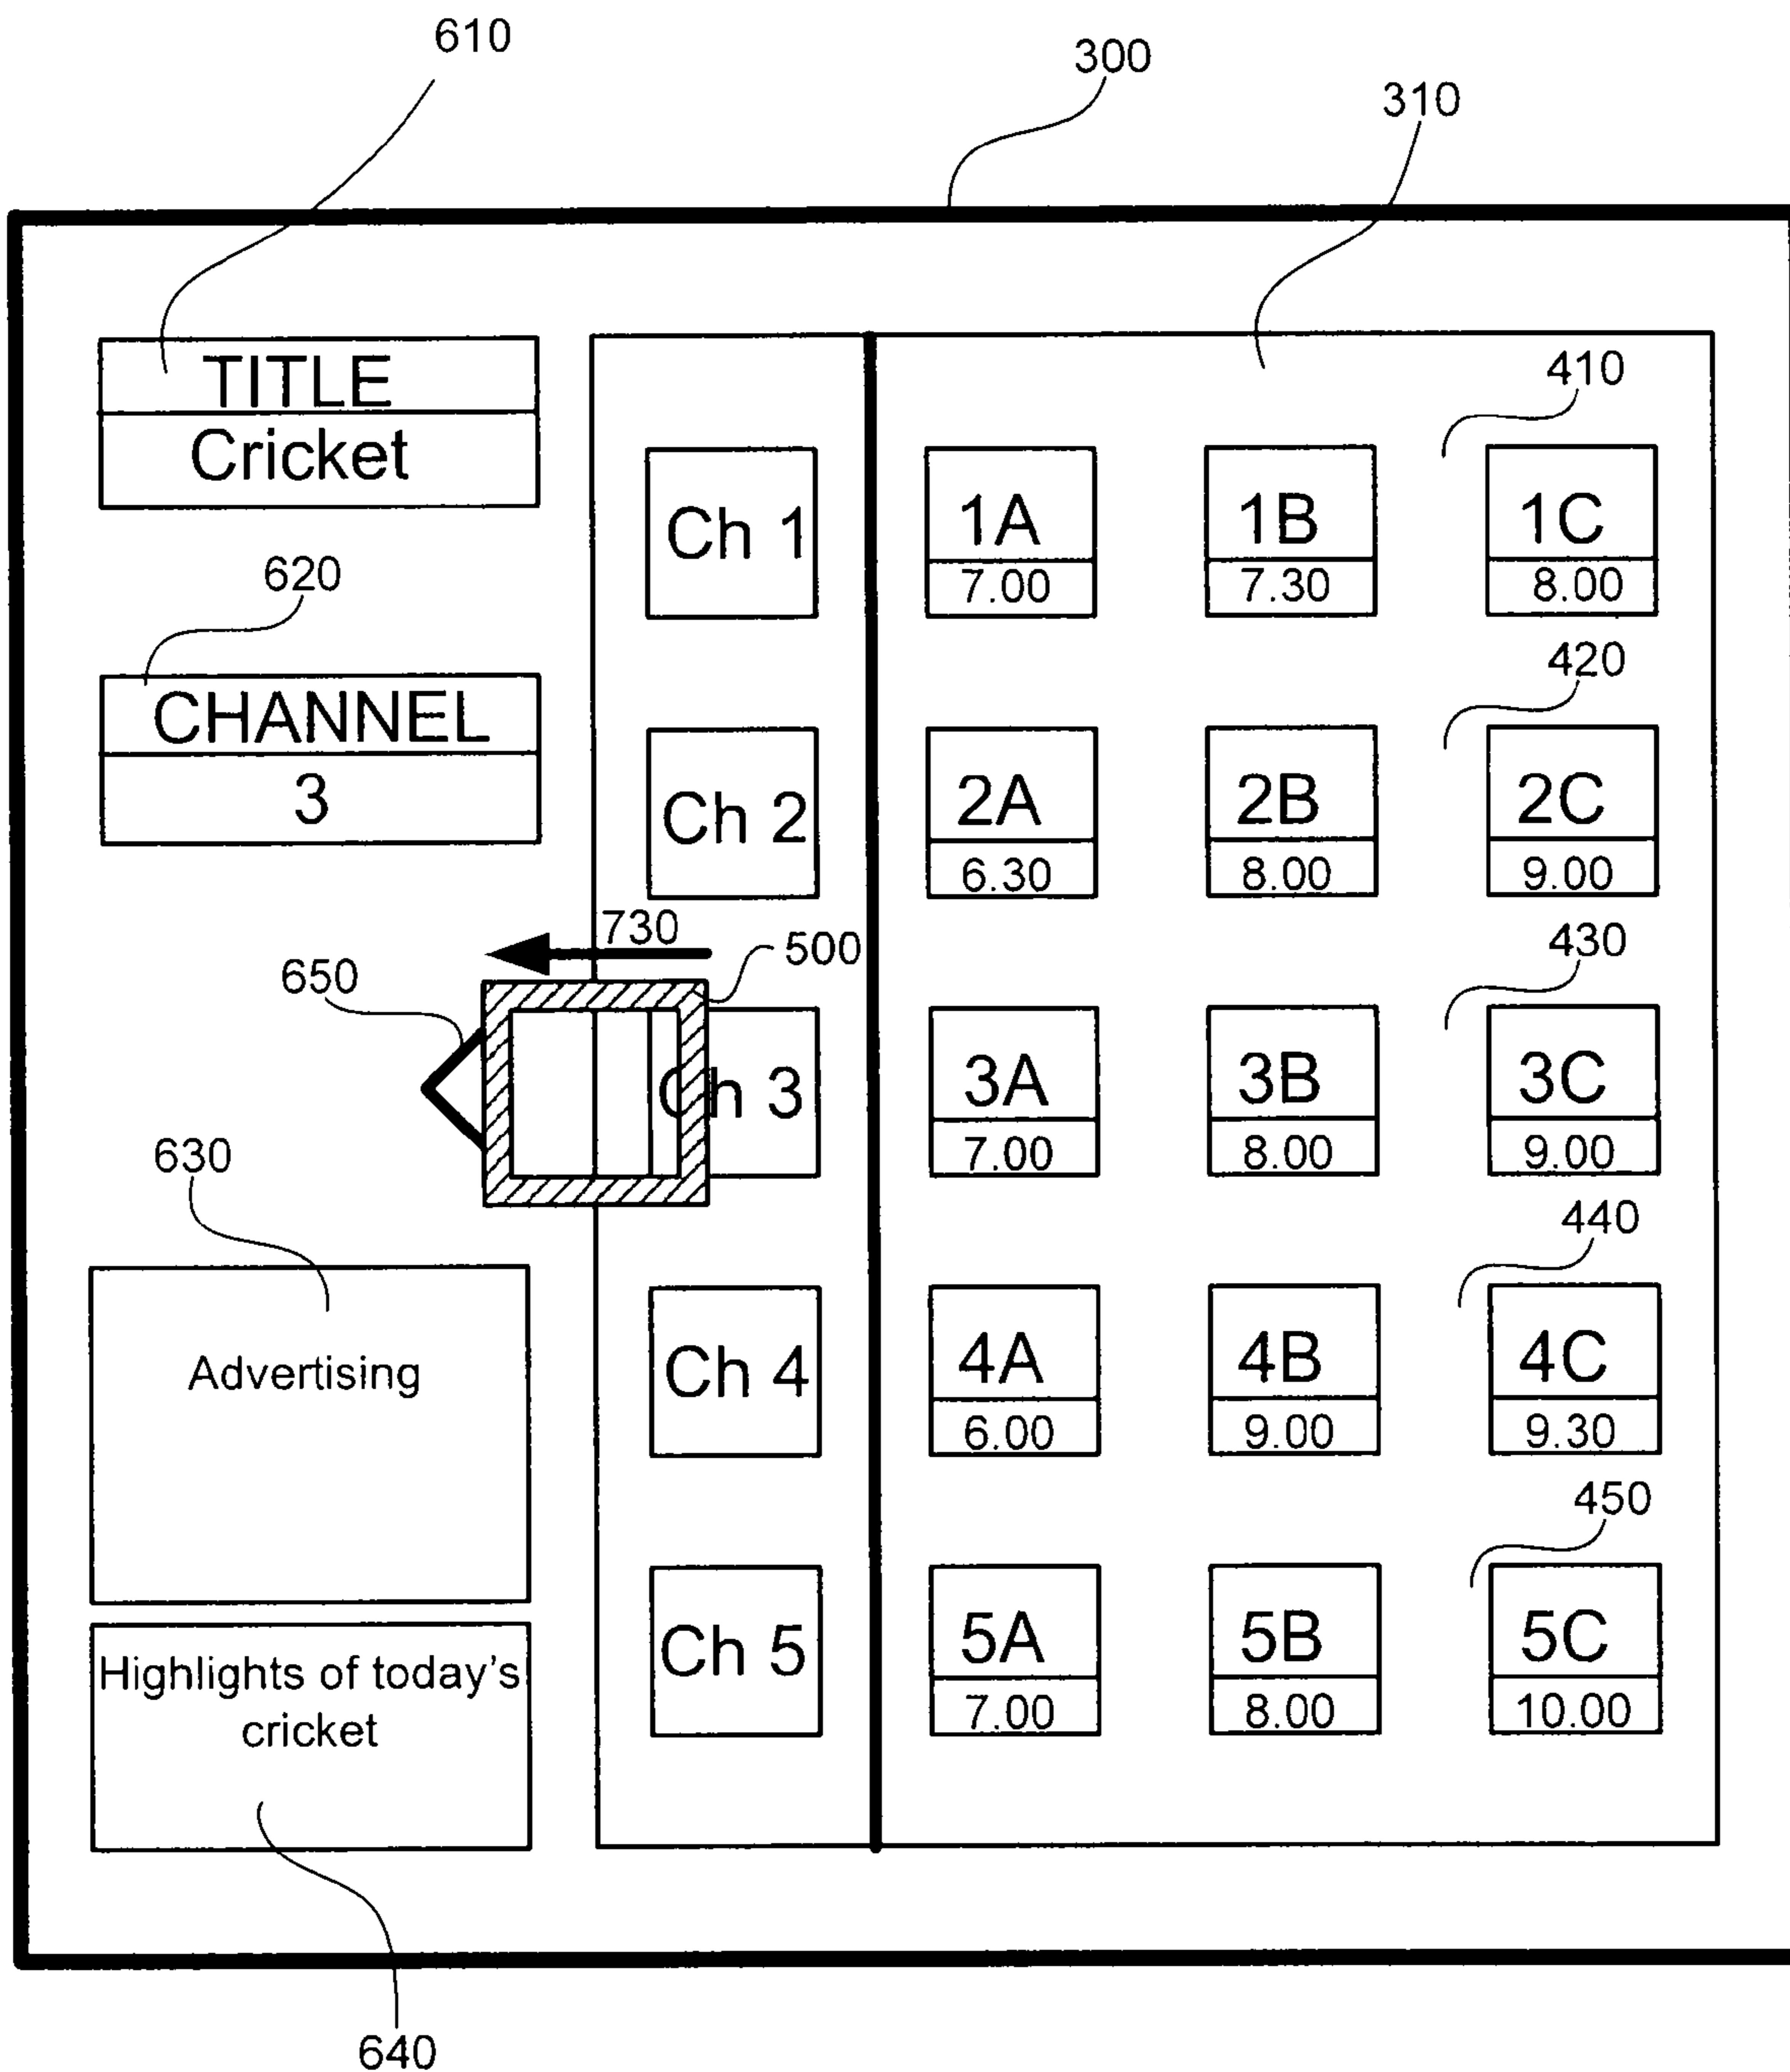 610
300
310
TITLE
Cricket
410
Ch 1
1A
1B
1C
7.00
7.30
8.00
620
CHANNEL
3
420
Ch 2
2A
2B
2C
6.30
8.00
9.00
730
500
430
650
Ch 3
3A
3B
3C
7.00
8.00
9.00
630
Advertising
440
Ch 4
4A
4B
4C
6.00
9.00
9.30
450
Highlights of today's
cricket
Ch 5
5A
5B
5C
7.00
8.00
10.00
640